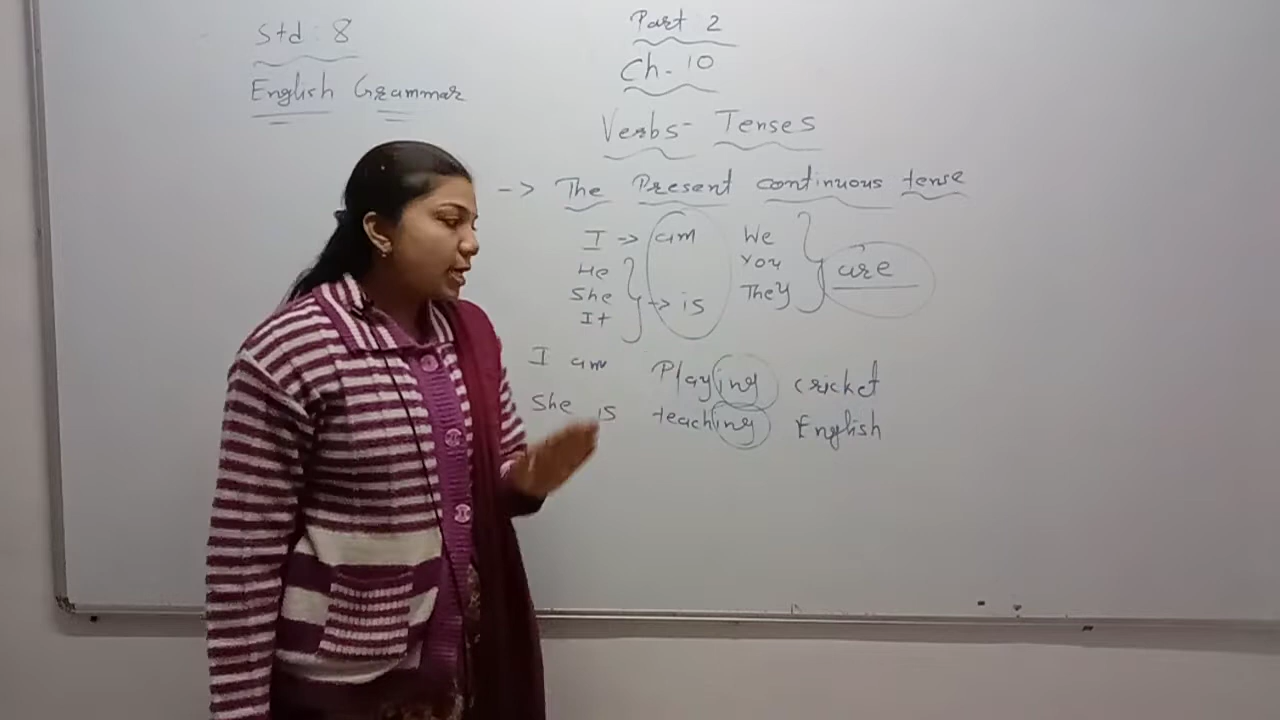 Std : 8
English Grammar
Part 2
Ch. 10
Verbs - Tenses
-> The Present continuous tense
I -> am
He
She
It
-> is
We
You
They
are
I am Playing cricket
She is teaching English